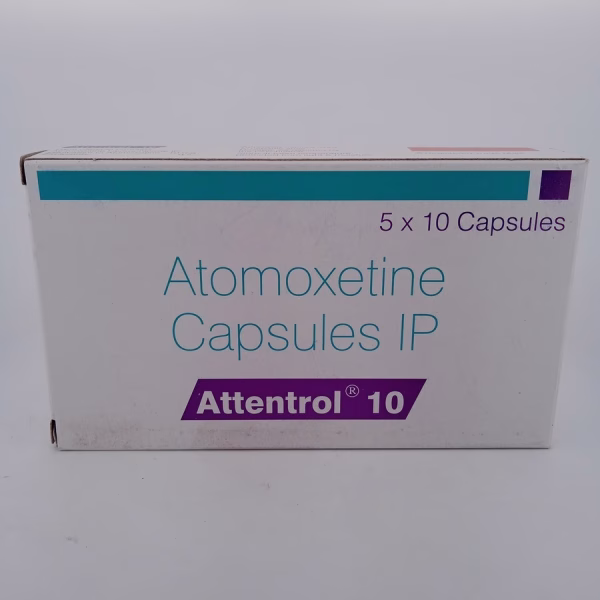 5 x 10 Capsules
Atomoxetine
Capsules IP
Attentrol® 10